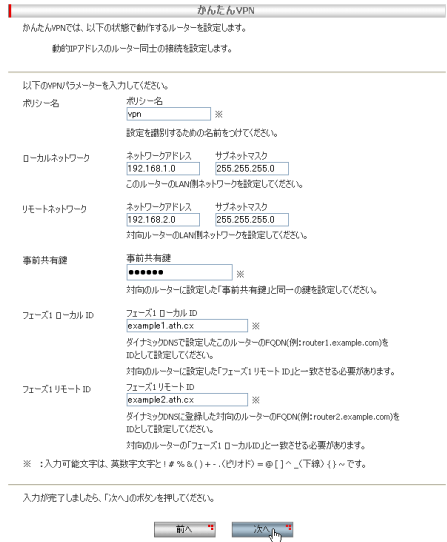 かんたんVPN
かんたんVPNでは、以下の状態で動作するルーターを設定します。
動的IPアドレスのルーター同士の接続を設定します。
以下のVPNパラメーターを入力してください。
ポリシー名 ポリシー名
vpn ※
設定を識別するための名前をつけてください。
ローカルネットワーク ネットワークアドレス サブネットマスク
192.168.1.0 255.255.255.0
このルーターのLAN側ネットワークを設定してください。
リモートネットワーク ネットワークアドレス サブネットマスク
192.168.2.0 255.255.255.0
対向ルーターのLAN側ネットワークを設定してください。
事前共有鍵 事前共有鍵
●●●●●● ※
対向のルーターに設定した「事前共有鍵」と同一の鍵を設定してください。
フェーズ1 ローカル ID フェーズ1 ローカル ID
example1.ath.cx ※
ダイナミックDNSで設定したこのルーターのFQDN(例:router1.example.com)を
IDとして設定してください。
対向のルーターに設定した「フェーズ1 リモート ID」と一致させる必要があります。
フェーズ1 リモート ID フェーズ1 リモート ID
example2.ath.cx ※
ダイナミックDNSに登録した対向のルーターのFQDN(例:router2.example.com)を
IDとして設定してください。
対向のルーターの「フェーズ1 ローカルID」と一致させる必要があります。
※ :入力可能文字は、英数字文字と ! # % & ( ) + - . (ピリオド) = @ [ ] ^ _ (下線) { } ~ です。
入力が完了しましたら、「次へ」のボタンを押してください。
前へ 次へ